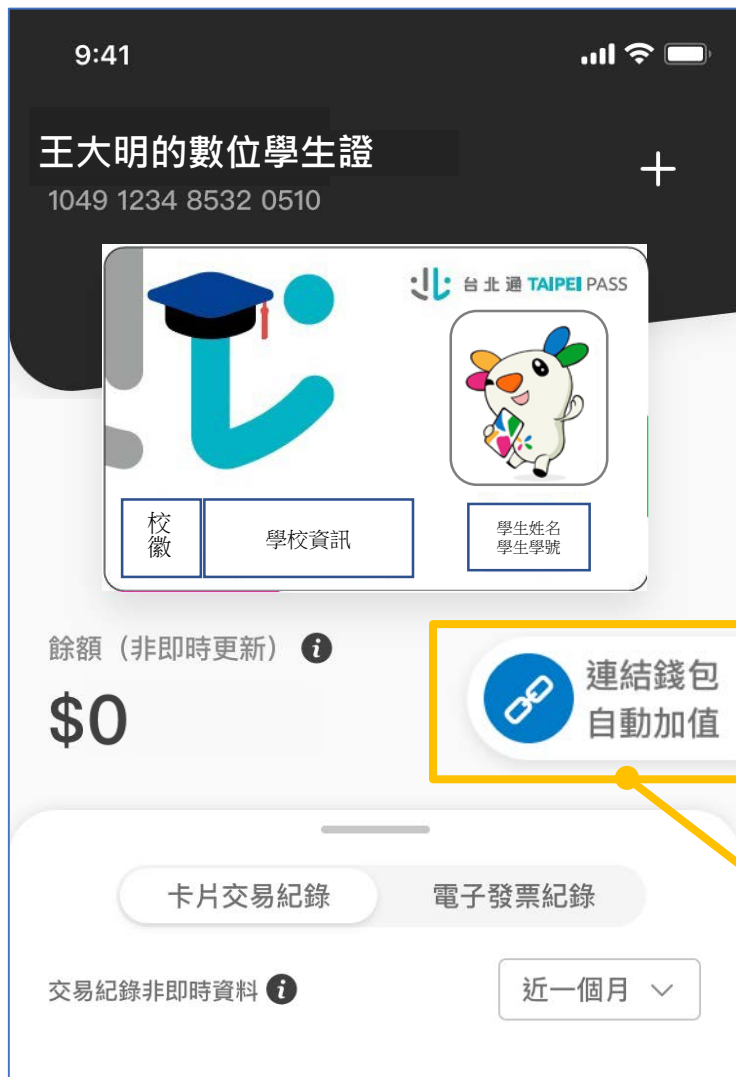 9:41
王大明的數位學生證
1049 1234 8532 0510
台北通 TAIPEI PASS
校徽
學校資訊
學生姓名
學生學號
餘額（非即時更新）
$0
連結錢包
自動加值
卡片交易紀錄
電子發票紀錄
交易紀錄非即時資料
近一個月